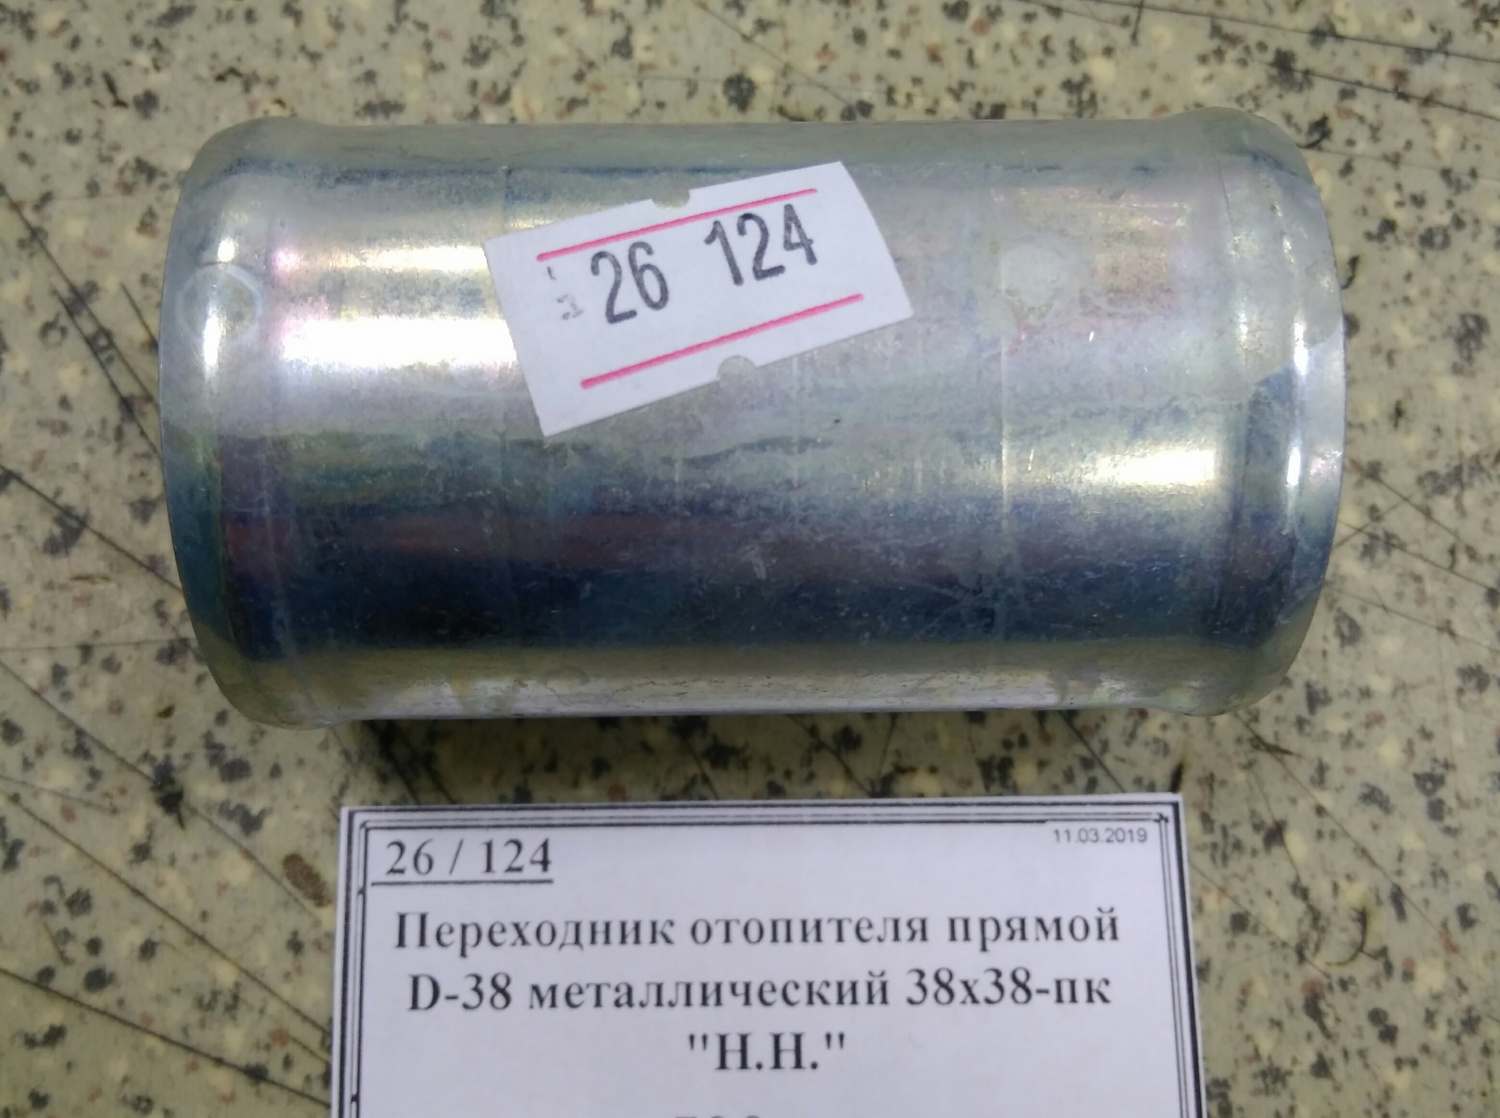 26 124
26 / 124
11.03.2019
Переходник отопителя прямой
D-38 металлический 38х38-пк
"Н.Н."